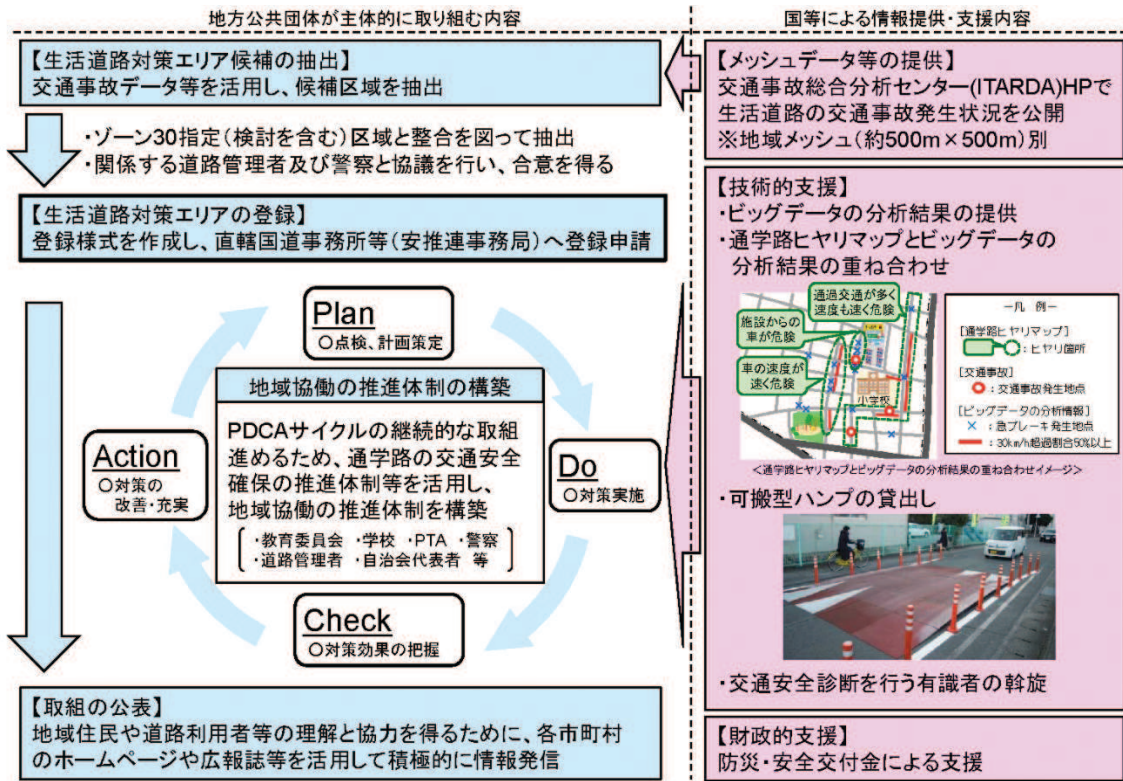 地方公共団体が主体的に取り組む内容
【生活道路対策エリア候補の抽出】
交通事故データ等を活用し、候補区域を抽出
・ゾーン30指定(検討を含む)区域と整合を図って抽出
・関係する道路管理者及び警察と協議を行い、合意を得る
【生活道路対策エリアの登録】
登録様式を作成し、直轄国道事務所等(安推連事務局)へ登録申請
Plan
○点検、計画策定
地域協働の推進体制の構築
PDCAサイクルの継続的な取組
進めるため、通学路の交通安全
確保の推進体制等を活用し、
地域協働の推進体制を構築
・教育委員会 ・学校 ・PTA ・警察
・道路管理者 ・自治会代表者 等
Action
○対策の
改善・充実
Do
○対策実施
Check
○対策効果の把握
【取組の公表】
地域住民や道路利用者等の理解と協力を得るために、各市町村
のホームページや広報誌等を活用して積極的に情報発信
国等による情報提供・支援内容
【メッシュデータ等の提供】
交通事故総合分析センター(ITARDA)HPで
生活道路の交通事故発生状況を公開
※地域メッシュ(約500m×500m)別
【技術的支援】
・ビッグデータの分析結果の提供
・通学路ヒヤリマップとビッグデータの
分析結果の重ね合わせ
通過交通が多く
速度も速く危険
施設からの
車が危険
車の速度が
速く危険
小学校
－凡 例－
[通学路ヒヤリマップ]
：ヒヤリ箇所
[交通事故]
：交通事故発生地点
[ビッグデータの分析情報]
×：急ブレーキ発生地点
：30km/h超過割合50%以上
<通学路ヒヤリマップとビッグデータの分析結果の重ね合わせイメージ>
・可搬型ハンプの貸出し
・交通安全診断を行う有識者の斡旋
【財政的支援】
防災・安全交付金による支援